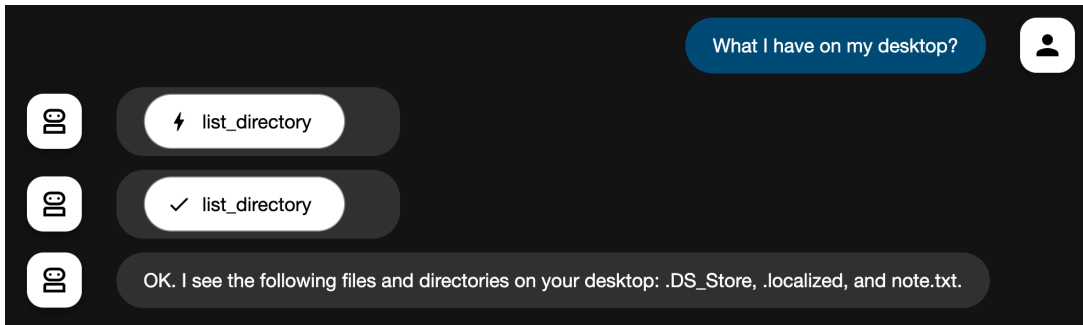 What I have on my desktop?
list_directory
list_directory
OK. I see the following files and directories on your desktop: .DS_Store, .localized, and note.txt.